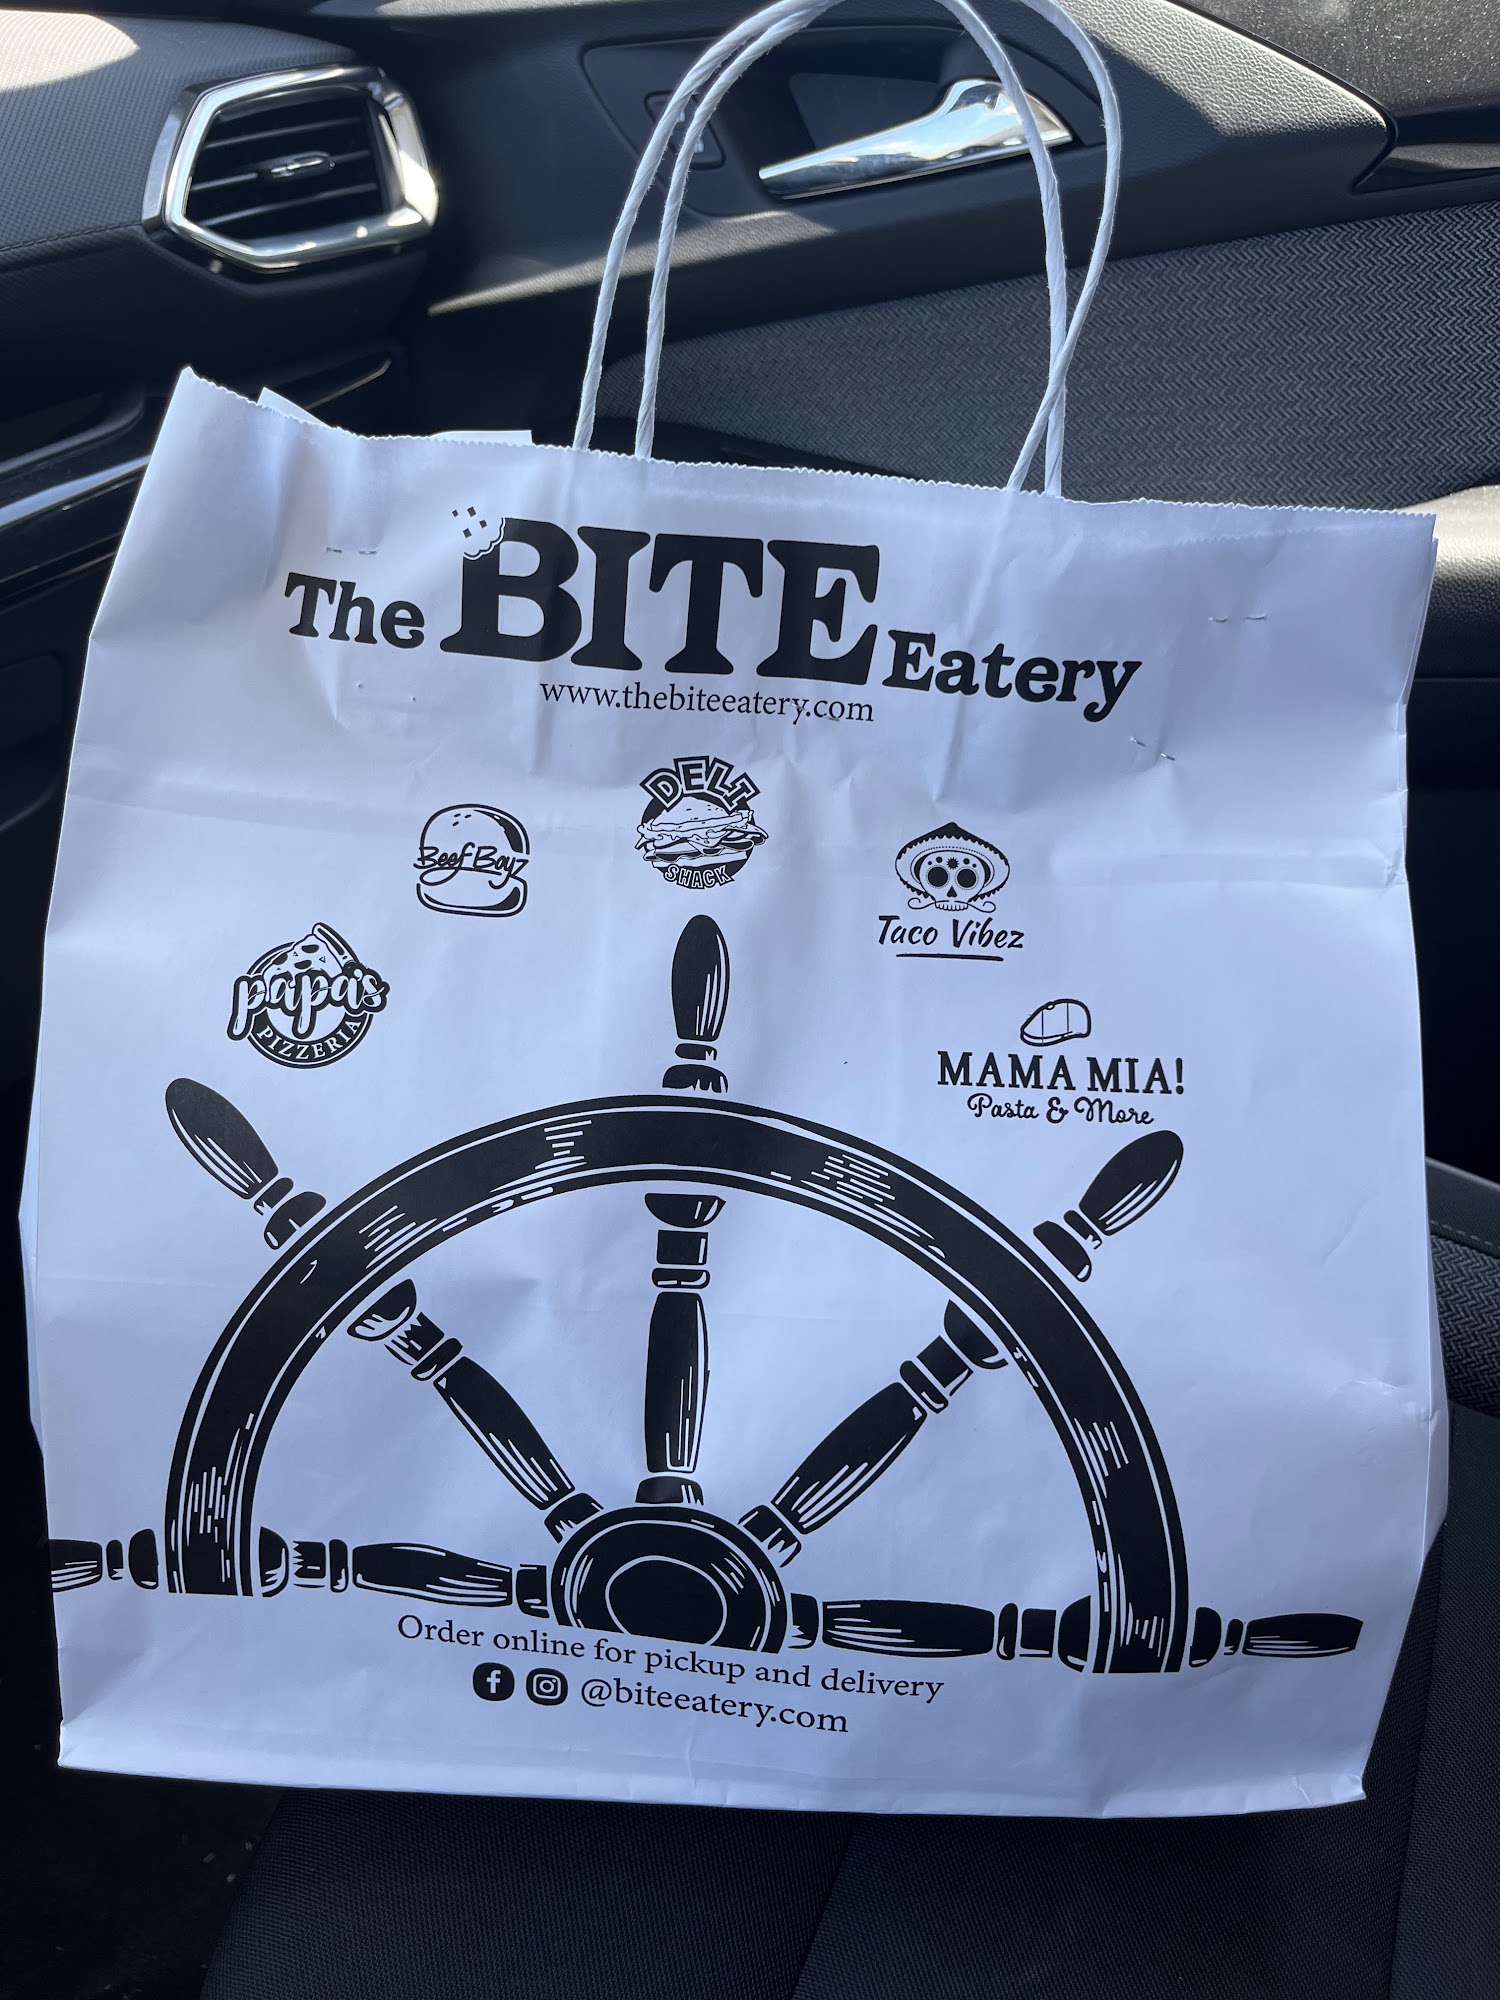 The BITE Eatery
www.thebiteeatery.com
DELI
SHACK
Beef Boyz
Taco Vibez
papa's
PIZZERIA
MAMA MIA!
Pasta & More
Order online for pickup and delivery
@biteeatery.com